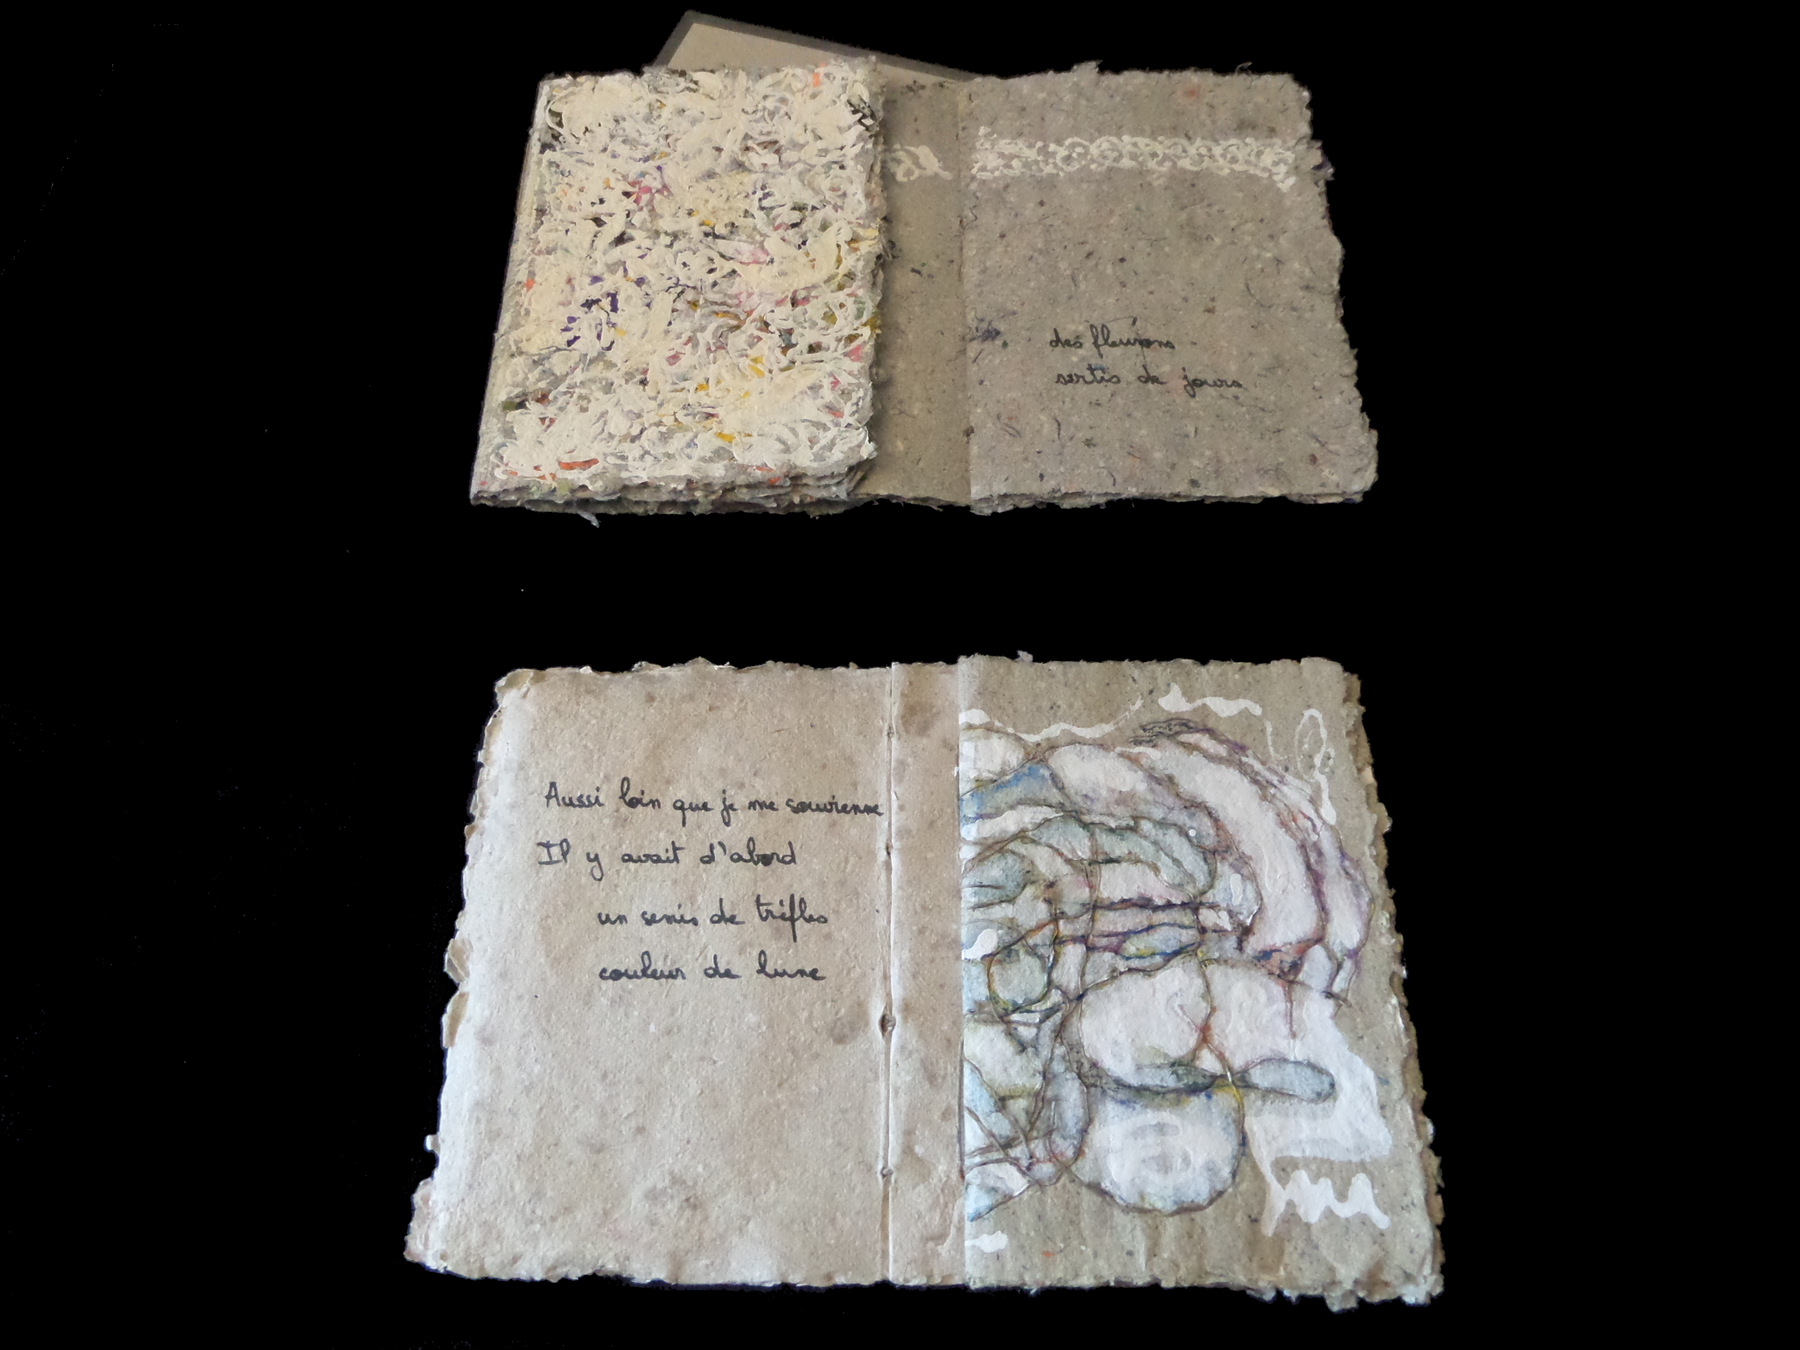 des fleurons
sertis de jours
Aussi loin que je me souvienne
Il y avait d'abord
un semis de trèfles
couleur de lune